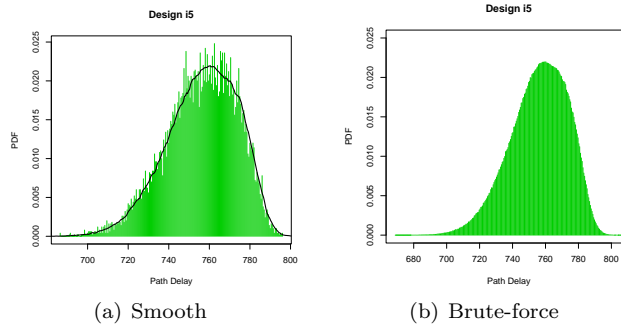 Design i5
PDF
0.000 0.005 0.010 0.015 0.020 0.025
700 720 740 760 780 800
Path Delay
(a) Smooth
Design i5
PDF
0.000 0.005 0.010 0.015 0.020 0.025
680 700 720 740 760 780 800
Path Delay
(b) Brute-force